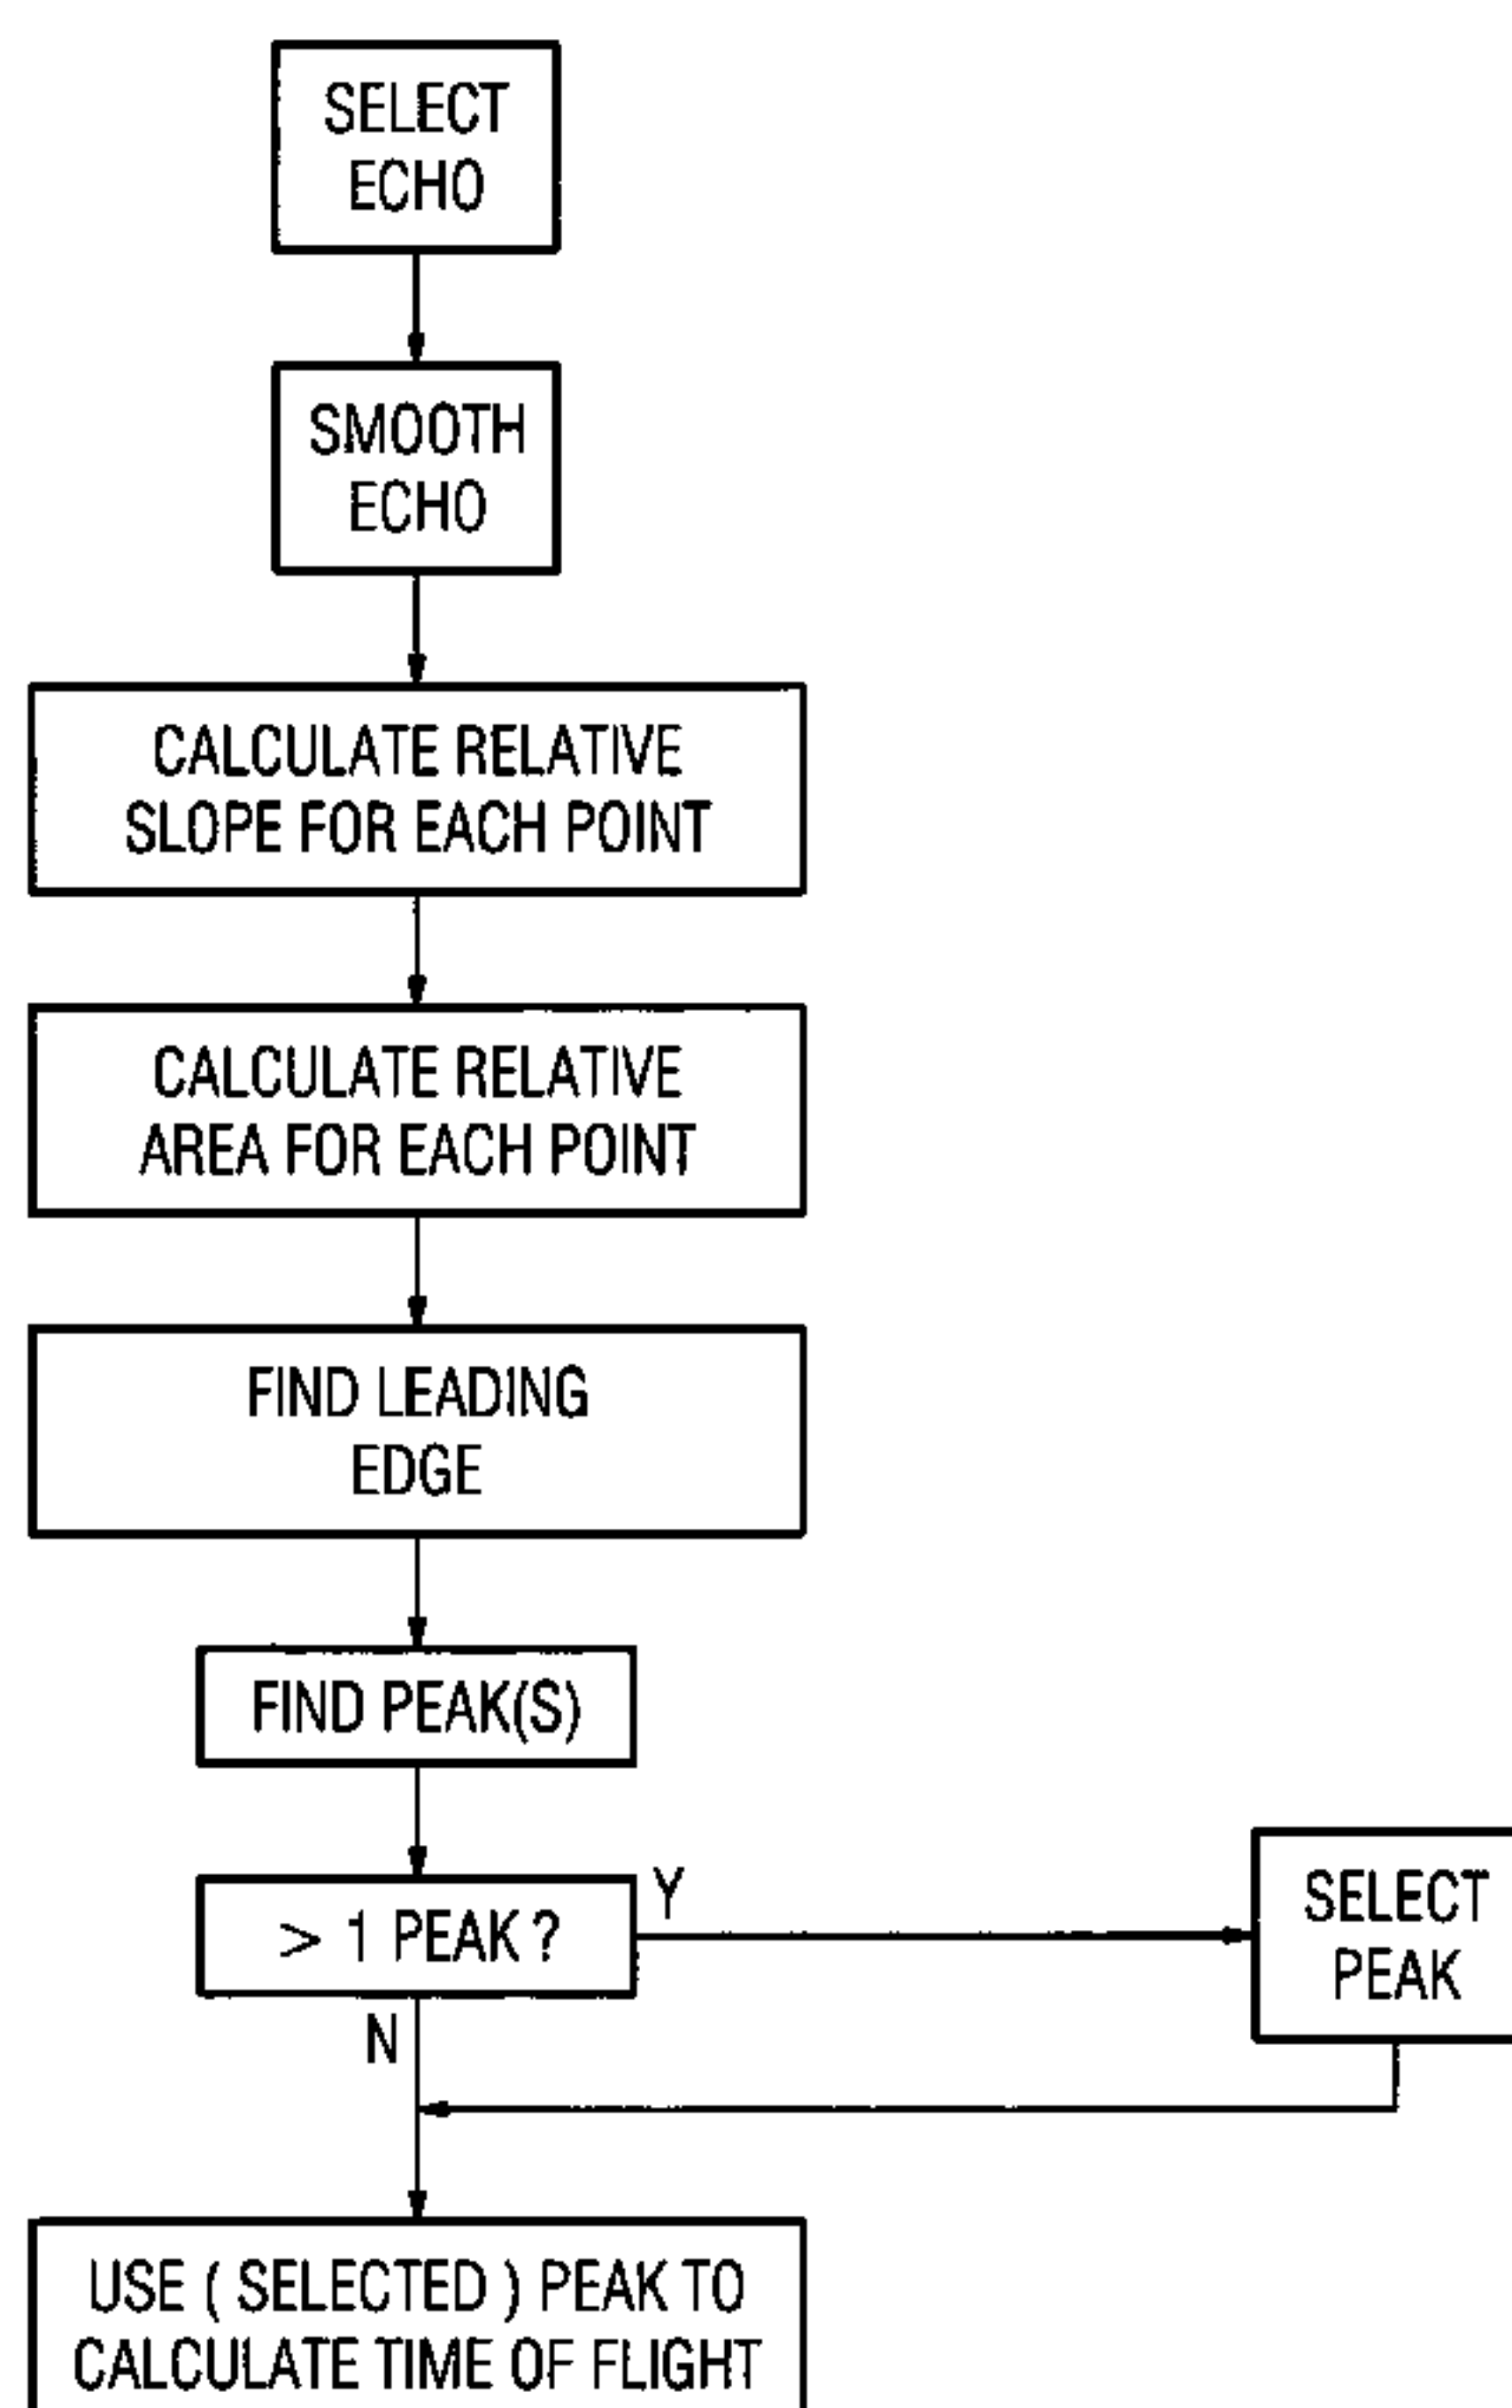 SELECT
ECHO
SMOOTH
ECHO
CALCULATE RELATIVE
SLOPE FOR EACH POINT
CALCULATE RELATIVE
AREA FOR EACH POINT
FIND LEADING
EDGE
FIND PEAK(S)
> 1 PEAK ?
Y
SELECT
PEAK
N
USE ( SELECTED ) PEAK TO
CALCULATE TIME OF FLIGHT